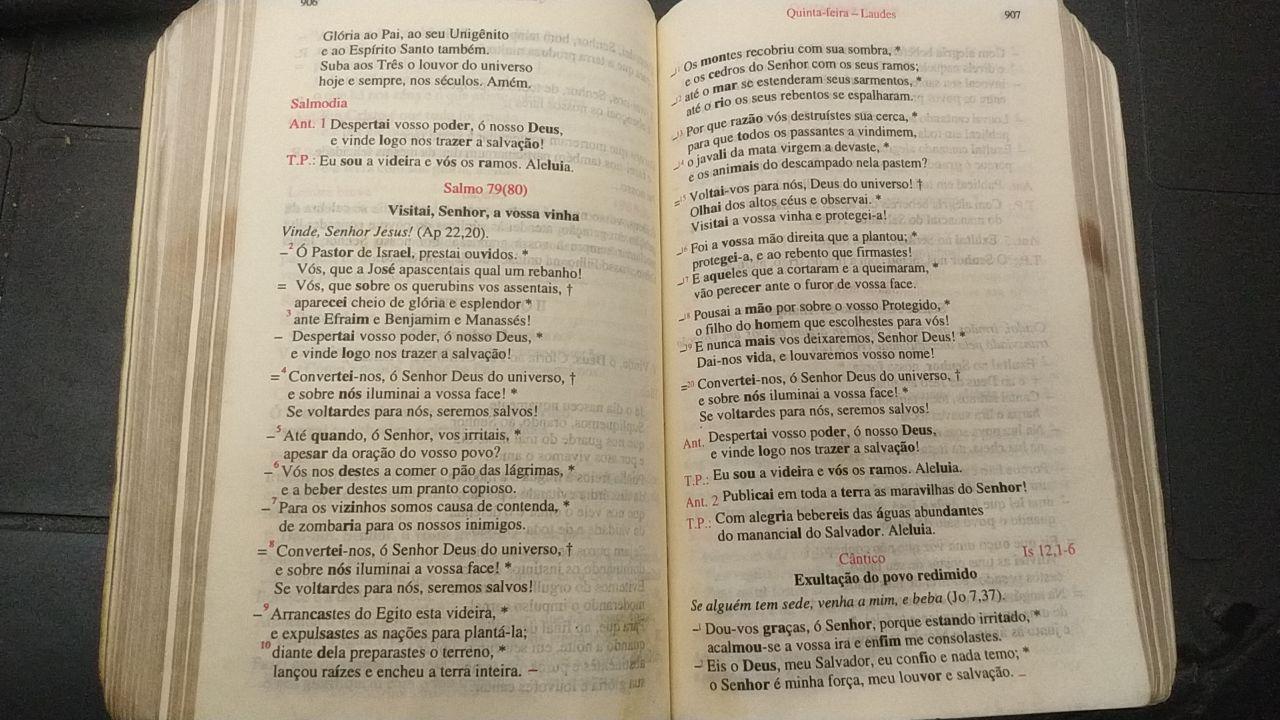 906
Glória ao Pai, ao seu Unigênito
e ao Espírito Santo também.
Suba aos Três o louvor do universo
hoje e sempre, nos séculos. Amém.
Salmodia
Ant. 1 Despertai vosso poder, ó nosso Deus,
e vinde logo nos trazer a salvação!
T.P.: Eu sou a videira e vós os ramos. Aleluia.
Salmo 79(80)
Visitai, Senhor, a vossa vinha
Vinde, Senhor Jesus! (Ap 22,20).
–2 Ó Pastor de Israel, prestai ouvidos. *
Vós, que a José apascentais qual um rebanho!
= Vós, que sobre os querubins vos assentais, †
aparecei cheio de glória e esplendor *
3 ante Efraim e Benjamim e Manassés!
– Despertai vosso poder, ó nosso Deus, *
e vinde logo nos trazer a salvação!
=4 Convertei-nos, ó Senhor Deus do universo, †
e sobre nós iluminai a vossa face! *
Se voltardes para nós, seremos salvos!
–5 Até quando, ó Senhor, vos irritais, *
apesar da oração do vosso povo?
–6 Vós nos destes a comer o pão das lágrimas, *
e a beber destes um pranto copioso.
–7 Para os vizinhos somos causa de contenda, *
de zombaria para os nossos inimigos.
=8 Convertei-nos, ó Senhor Deus do universo, †
e sobre nós iluminai a vossa face! *
Se voltardes para nós, seremos salvos!
–9 Arrancastes do Egito esta videira, *
e expulsastes as nações para plantá-la;
10 diante dela preparastes o terreno, *
lançou raízes e encheu a terra inteira. –
Quinta-feira – Laudes 907
–11 Os montes recobriu com sua sombra, *
e os cedros do Senhor com os seus ramos;
–12 até o mar se estenderam seus sarmentos, *
até o rio os seus rebentos se espalharam.
–13 Por que razão vós destruístes sua cerca, *
para que todos os passantes a vindimem,
–14 o javali da mata virgem a devaste, *
e os animais do descampado nela pastem?
=15 Voltai-vos para nós, Deus do universo! †
Olhai dos altos céus e observai. *
Visitai a vossa vinha e protegei-a!
–16 Foi a vossa mão direita que a plantou; *
protegei-a, e ao rebento que firmastes!
–17 E aqueles que a cortaram e a queimaram, *
vão perecer ante o furor de vossa face.
–18 Pousai a mão por sobre o vosso Protegido, *
o filho do homem que escolhestes para vós!
–19 E nunca mais vos deixaremos, Senhor Deus! *
Dai-nos vida, e louvaremos vosso nome!
=20 Convertei-nos, ó Senhor Deus do universo, †
e sobre nós iluminai a vossa face! *
Se voltardes para nós, seremos salvos!
Ant. Despertai vosso poder, ó nosso Deus,
e vinde logo nos trazer a salvação!
T.P.: Eu sou a videira e vós os ramos. Aleluia.
Ant. 2 Publicai em toda a terra as maravilhas do Senhor!
T.P.: Com alegria bebereis das águas abundantes
do manancial do Salvador. Aleluia.
Cântico Is 12,1-6
Exultação do povo redimido
Se alguém tem sede, venha a mim, e beba (Jo 7,37).
–1 Dou-vos graças, ó Senhor, porque estando irritado, *
acalmou-se a vossa ira e enfim me consolastes.
–2 Eis o Deus, meu Salvador, eu confio e nada temo; *
o Senhor é minha força, meu louvor e salvação. –